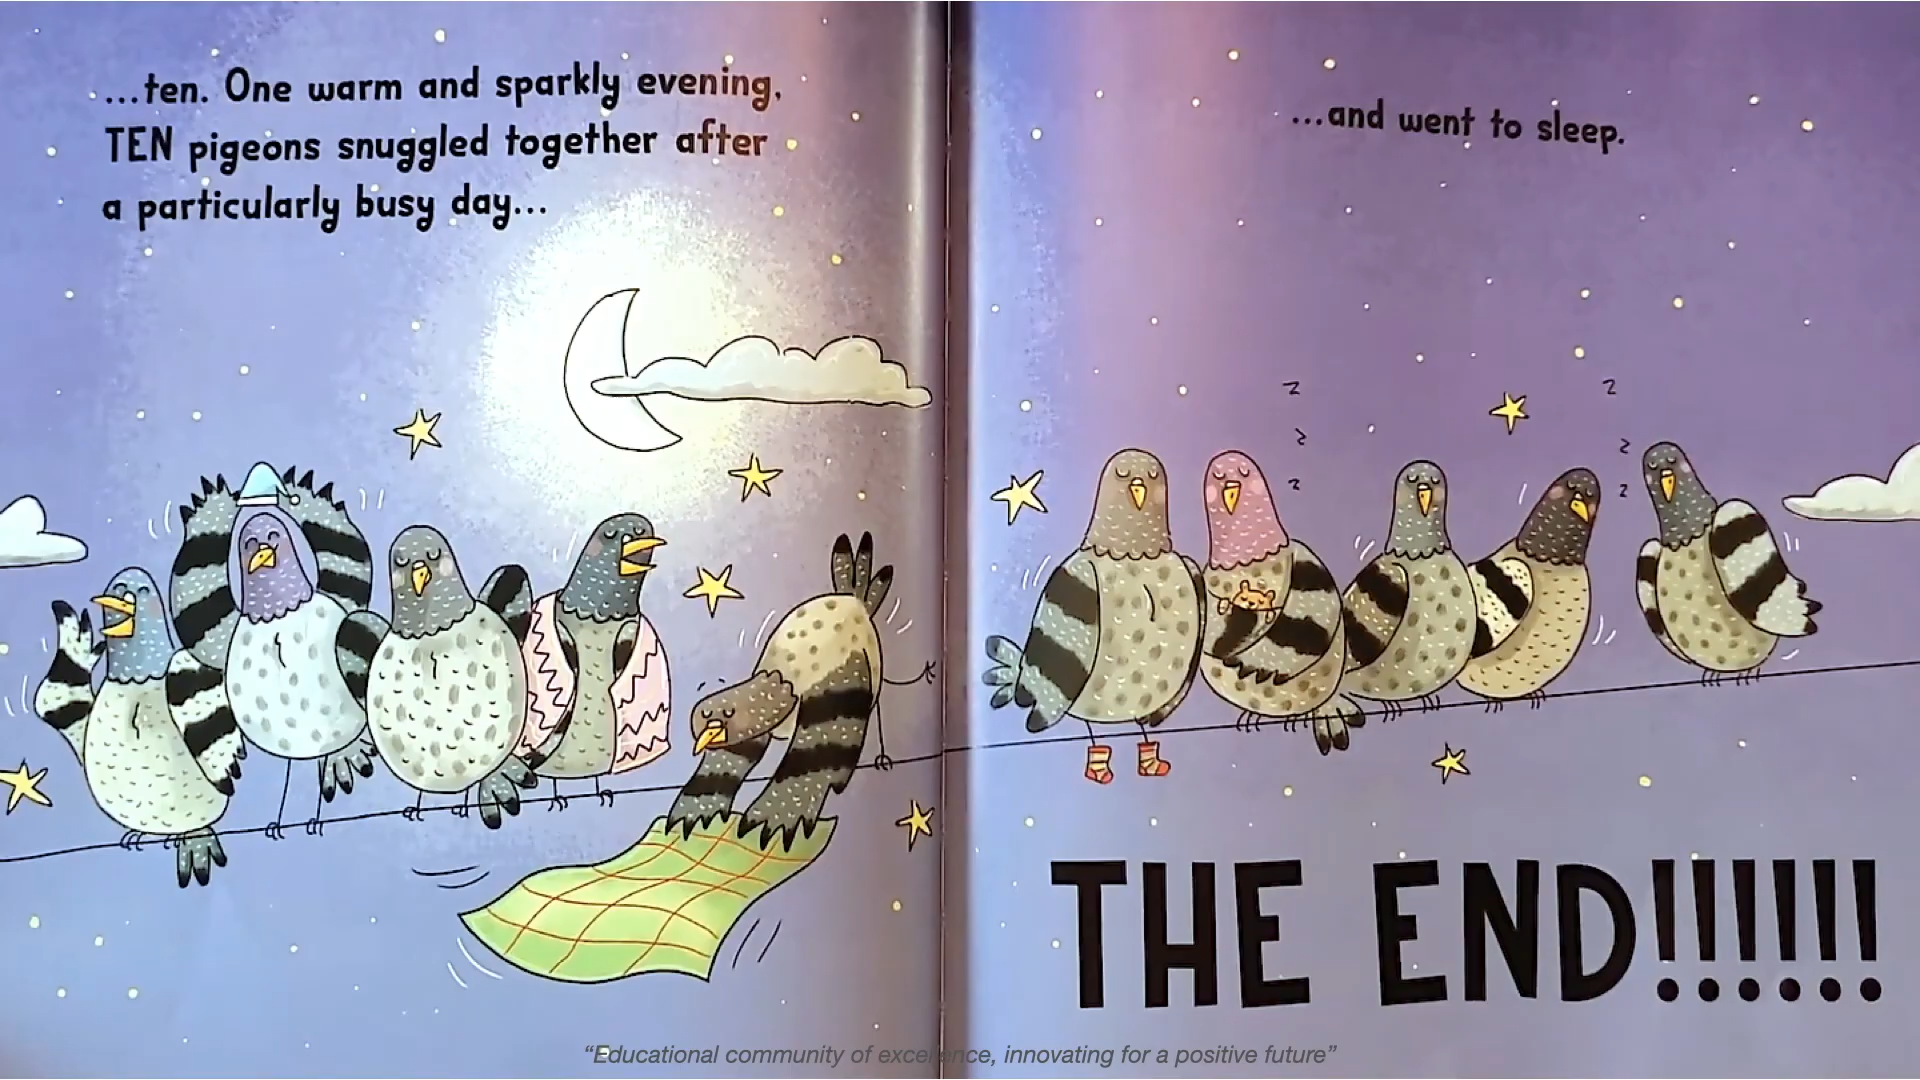 ...ten. One warm and sparkly evening,
TEN pigeons snuggled together after
a particularly busy day...
...and went to sleep.
z
z
z
z
z
z
THE END!!!!!!
“Educational community of excellence, innovating for a positive future”